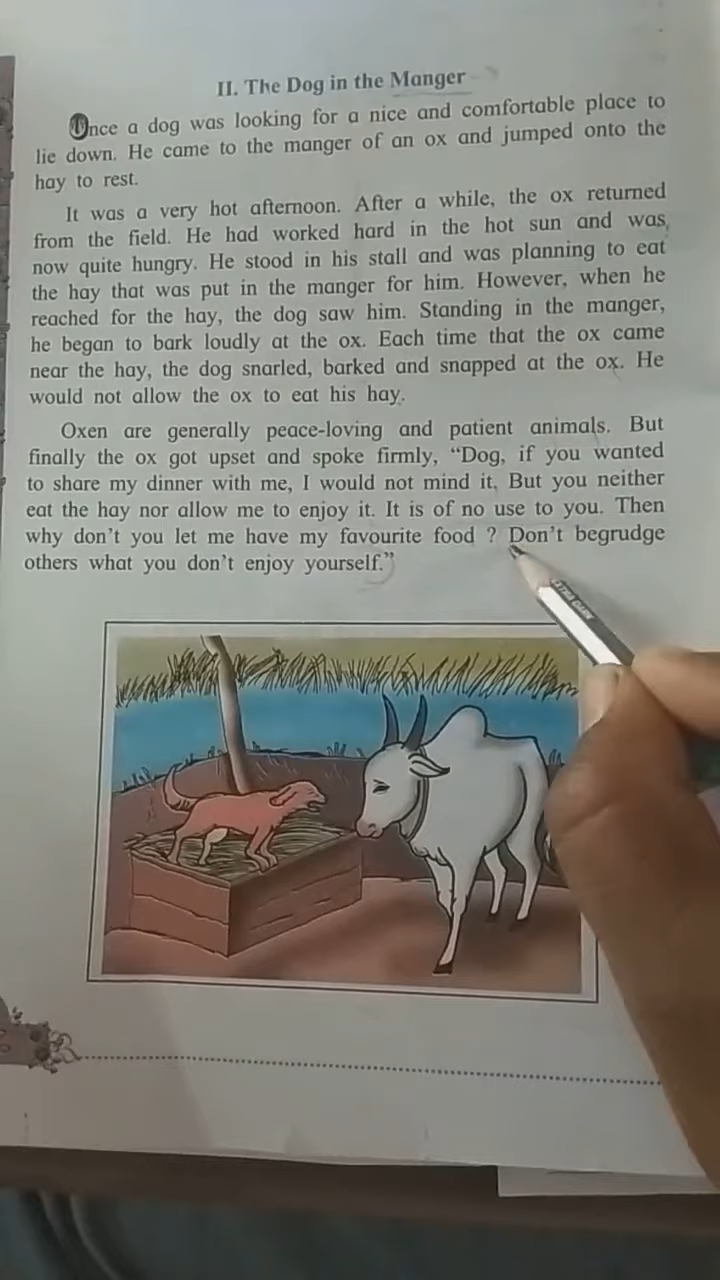 II. The Dog in the Manger
Once a dog was looking for a nice and comfortable place to
lie down. He came to the manger of an ox and jumped onto the
hay to rest.
It was a very hot afternoon. After a while, the ox returned
from the field. He had worked hard in the hot sun and was
now quite hungry. He stood in his stall and was planning to eat
the hay that was put in the manger for him. However, when he
reached for the hay, the dog saw him. Standing in the manger,
he began to bark loudly at the ox. Each time that the ox came
near the hay, the dog snarled, barked and snapped at the ox. He
would not allow the ox to eat his hay.
Oxen are generally peace-loving and patient animals. But
finally the ox got upset and spoke firmly, “Dog, if you wanted
to share my dinner with me, I would not mind it. But you neither
eat the hay nor allow me to enjoy it. It is of no use to you. Then
why don’t you let me have my favourite food ? Don’t begrudge
others what you don’t enjoy yourself.”
EXTRA DARK